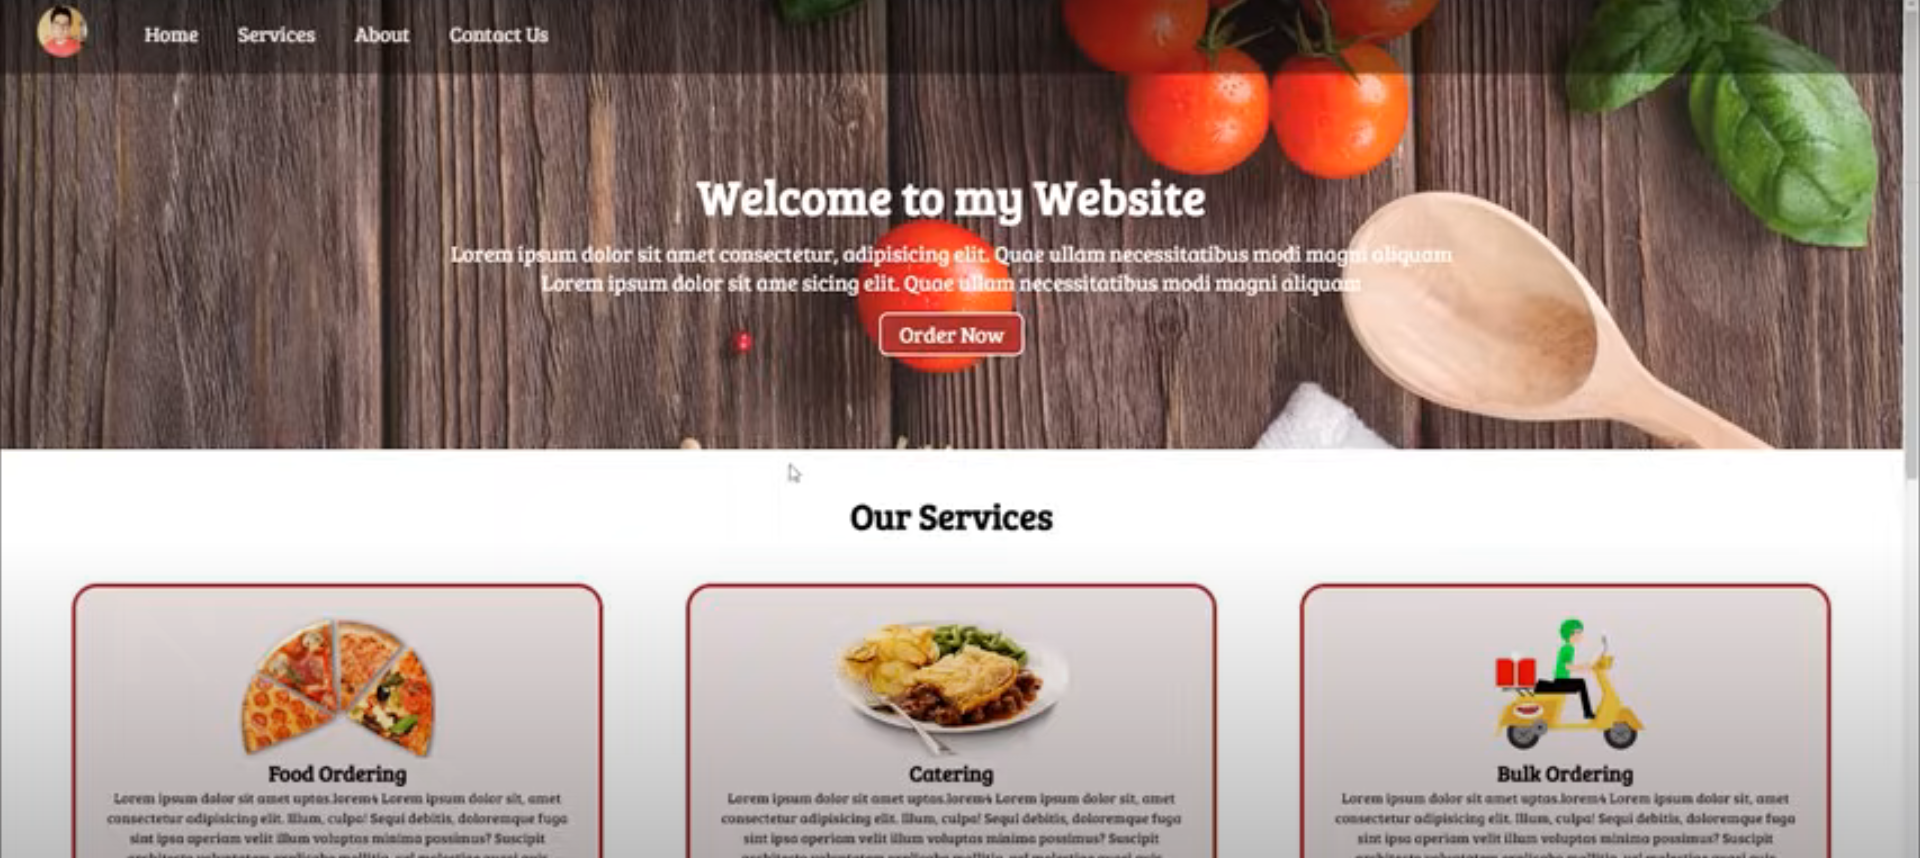 Home Services About Contact Us
Welcome to my Website
Lorem ipsum dolor sit amet consectetur, adipisicing elit. Quae ullam necessitatibus modi magni aliquam
Lorem ipsum dolor sit ame sicing elit. Quae ullam necessitatibus modi magni aliquam
Order Now
Our Services
Food Ordering
Lorem ipsum dolor sit amet uptas.lorem4 Lorem ipsum dolor sit, amet
consectetur adipisicing elit. Illum, culpa! Sequi debitis, doloremque fuga
sint ipsa aperiam velit illum voluptas minima possimus? Suscipit
Catering
Lorem ipsum dolor sit amet uptas.lorem4 Lorem ipsum dolor sit, amet
consectetur adipisicing elit. Illum, culpa! Sequi debitis, doloremque fuga
sint ipsa aperiam velit illum voluptas minima possimus? Suscipit
Bulk Ordering
Lorem ipsum dolor sit amet uptas.lorem4 Lorem ipsum dolor sit, amet
consectetur adipisicing elit. Illum, culpa! Sequi debitis, doloremque fuga
sint ipsa aperiam velit illum voluptas minima possimus? Suscipit